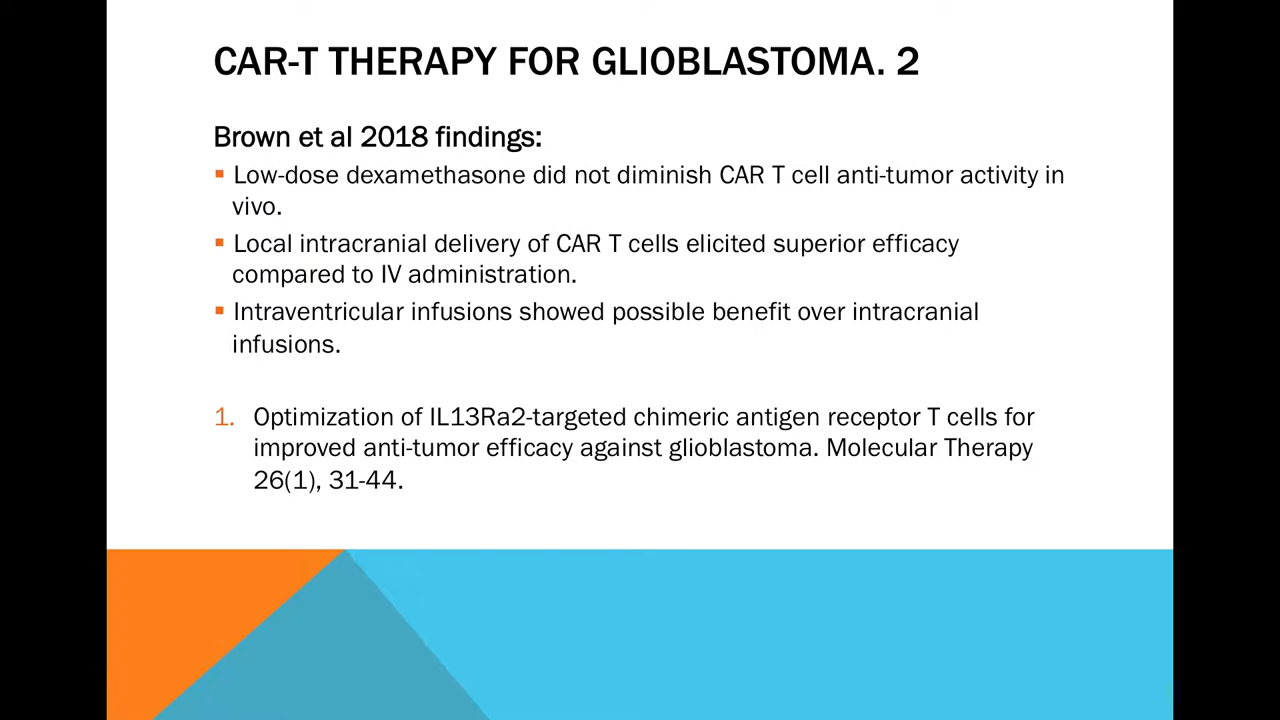 CAR-T THERAPY FOR GLIOBLASTOMA. 2
Brown et al 2018 findings:
▪ Low-dose dexamethasone did not diminish CAR T cell anti-tumor activity in
vivo.
▪ Local intracranial delivery of CAR T cells elicited superior efficacy
compared to IV administration.
▪ Intraventricular infusions showed possible benefit over intracranial
infusions.
1. Optimization of IL13Ra2-targeted chimeric antigen receptor T cells for
improved anti-tumor efficacy against glioblastoma. Molecular Therapy
26(1), 31-44.